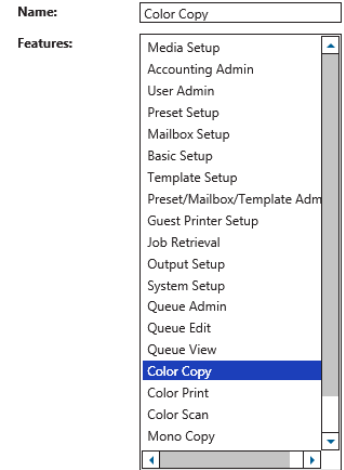 Name:
Color Copy
Features:
Media Setup
Accounting Admin
User Admin
Preset Setup
Mailbox Setup
Basic Setup
Template Setup
Preset/Mailbox/Template Adm
Guest Printer Setup
Job Retrieval
Output Setup
System Setup
Queue Admin
Queue Edit
Queue View
Color Copy
Color Print
Color Scan
Mono Copy